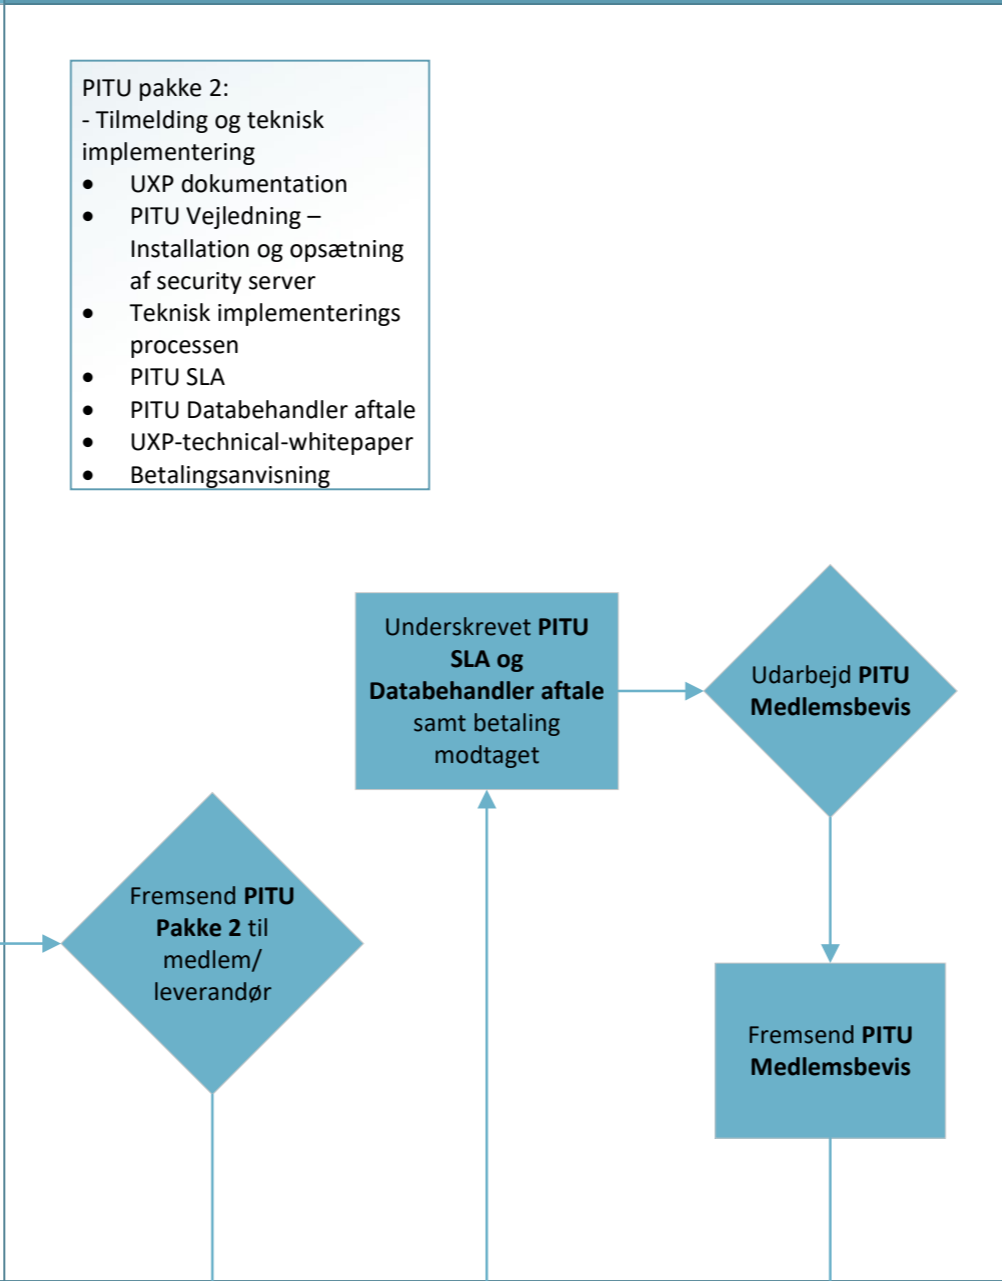 PITU pakke 2:
- Tilmelding og teknisk
implementering
• UXP dokumentation
• PITU Vejledning –
Installation og opsætning
af security server
• Teknisk implementerings
processen
• PITU SLA
• PITU Databehandler aftale
• UXP-technical-whitepaper
• Betalingsanvisning
Underskrevet PITU
SLA og
Databehandler aftale
samt betaling
modtaget
Udarbejd PITU
Medlemsbevis
Fremsend PITU
Pakke 2 til
medlem/
leverandør
Fremsend PITU
Medlemsbevis